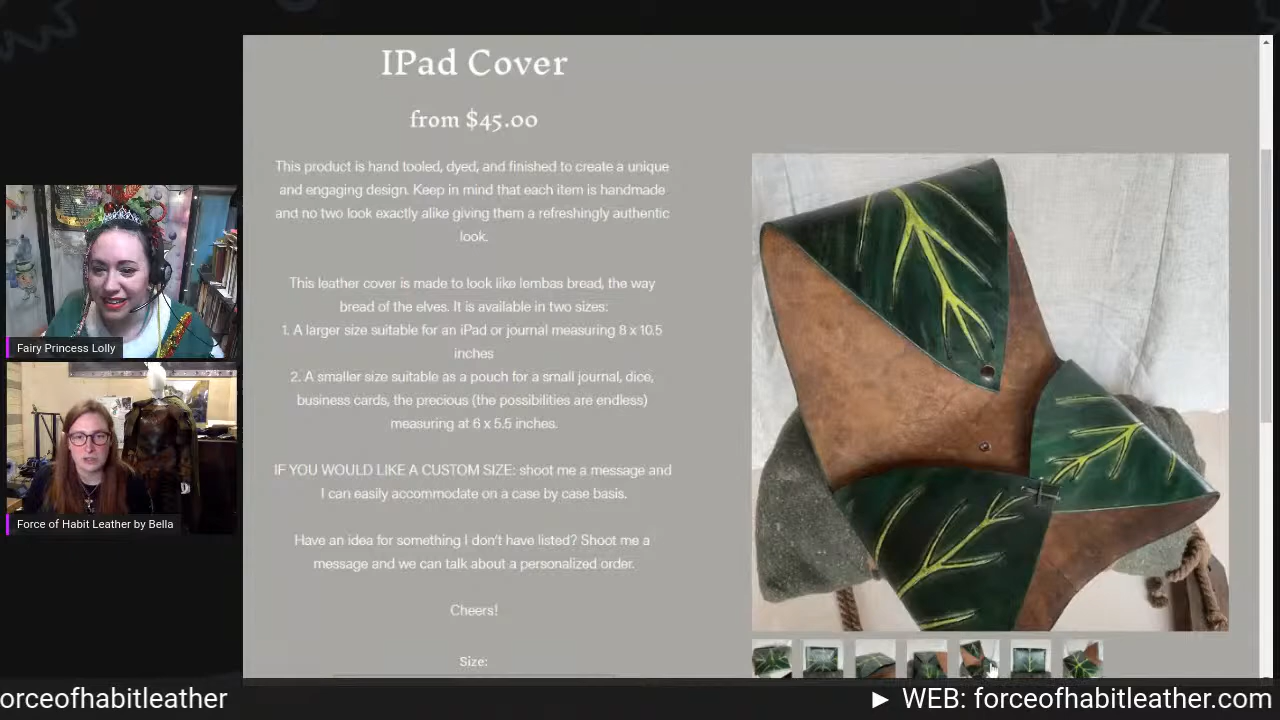 IPad Cover
from $45.00
This product is hand tooled, dyed, and finished to create a unique
and engaging design. Keep in mind that each item is handmade
and no two look exactly alike giving them a refreshingly authentic
look.
This leather cover is made to look like lembas bread, the way
bread of the elves. It is available in two sizes:
1. A larger size suitable for an iPad or journal measuring 8 x 10.5
inches
2. A smaller size suitable as a pouch for a small journal, dice,
business cards, the precious (the possibilities are endless)
measuring at 6 x 5.5 inches.
IF YOU WOULD LIKE A CUSTOM SIZE: shoot me a message and
I can easily accommodate on a case by case basis.
Have an idea for something I don't have listed? Shoot me a
message and we can talk about a personalized order.
Cheers!
Size:
Fairy Princess Lolly
Force of Habit Leather by Bella
orceofhabitleather
► WEB: forceofhabitleather.com